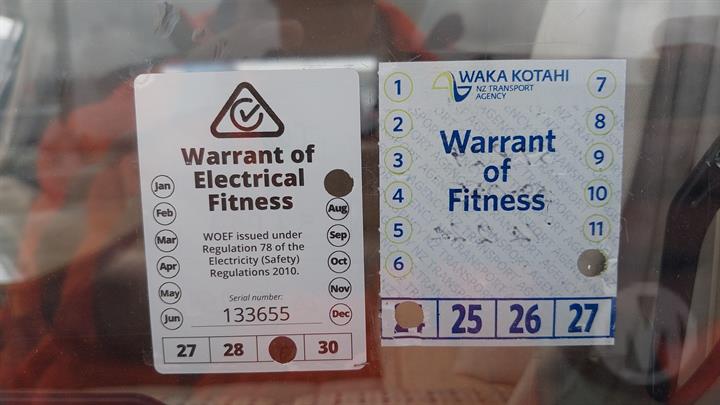 Warrant of
Electrical
Fitness
Jan
Feb
Mar
Apr
May
Jun
Aug
Sep
Oct
Nov
Dec
WOEF issued under
Regulation 78 of the
Electricity (Safety)
Regulations 2010.
Serial number:
133655
27 28 30
WAKA KOTAHI
NZ TRANSPORT
AGENCY
Warrant
of
Fitness
1
2
3
4
5
6
7
8
9
10
11
25 26 27